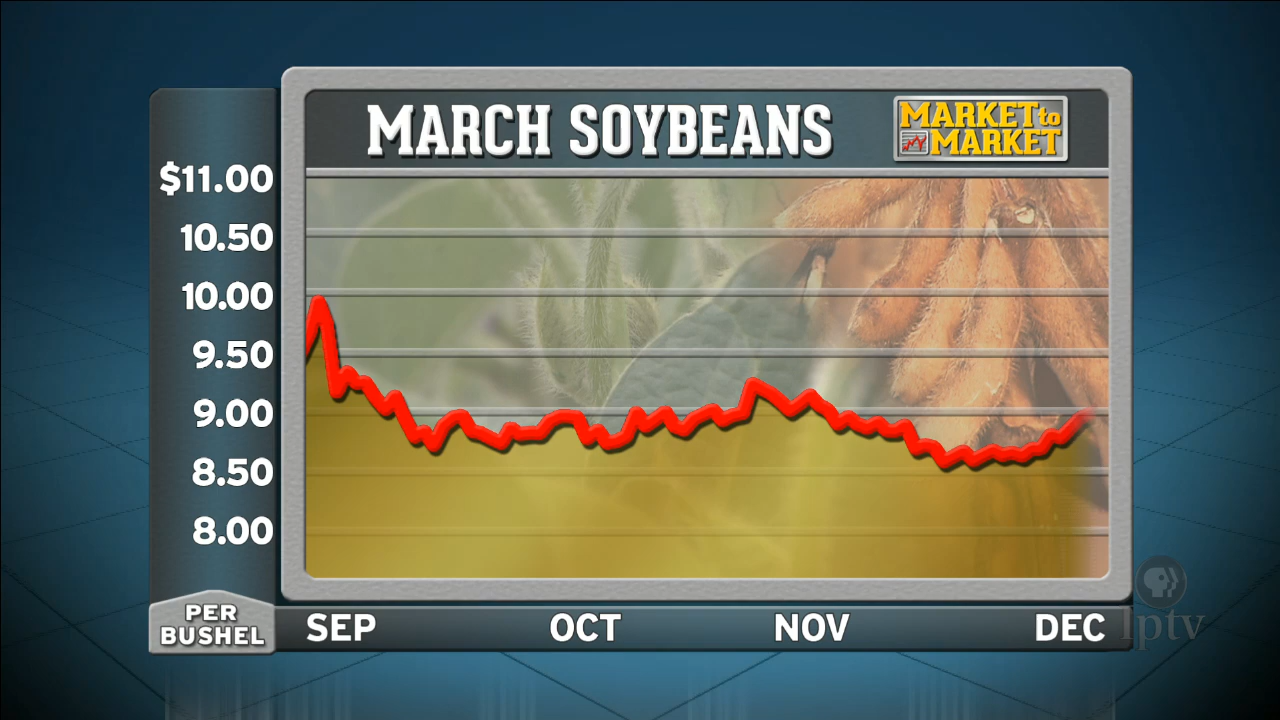 MARCH SOYBEANS
MARKET to
MARKET
$11.00
10.50
10.00
9.50
9.00
8.50
8.00
PER
BUSHEL
SEP OCT NOV DEC
Iptv